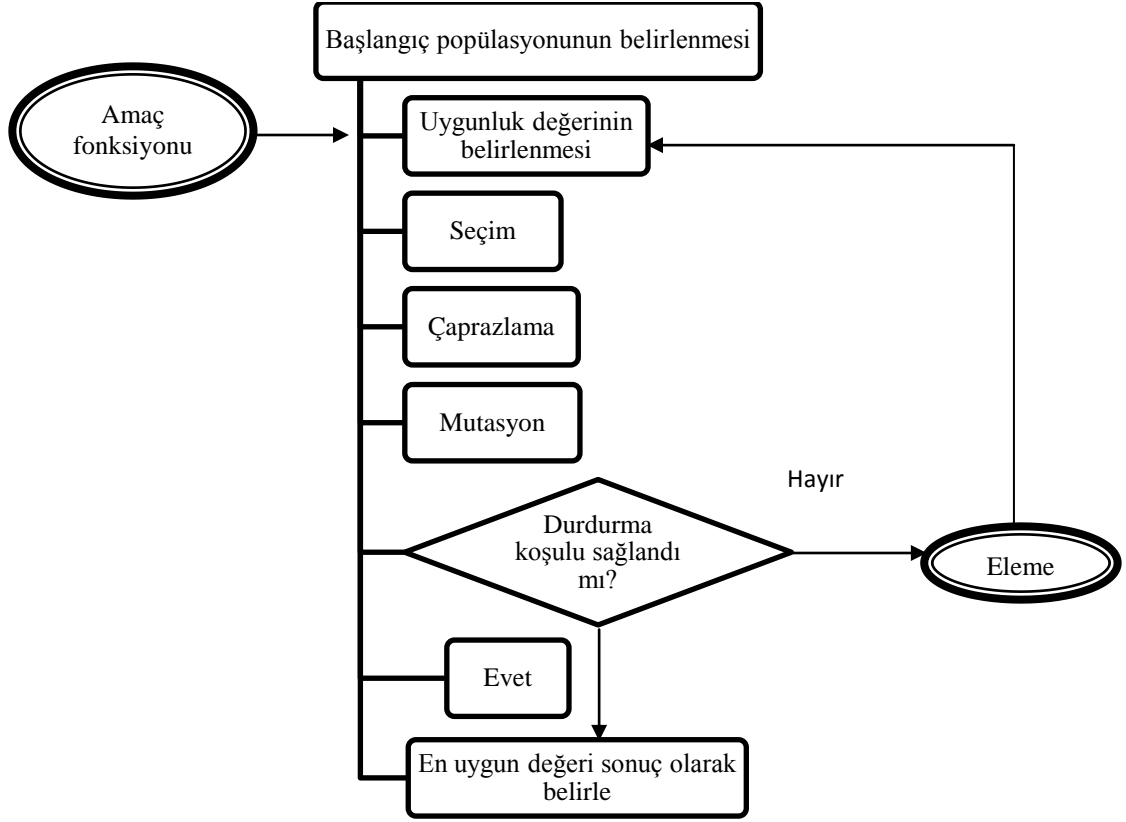 Başlangıç popülasyonunun belirlenmesi
Amaç
fonksiyonu
Uygunluk değerinin
belirlenmesi
Seçim
Çaprazlama
Mutasyon
Hayır
Durdurma
koşulu sağlandı
mı?
Eleme
Evet
En uygun değeri sonuç olarak
belirle